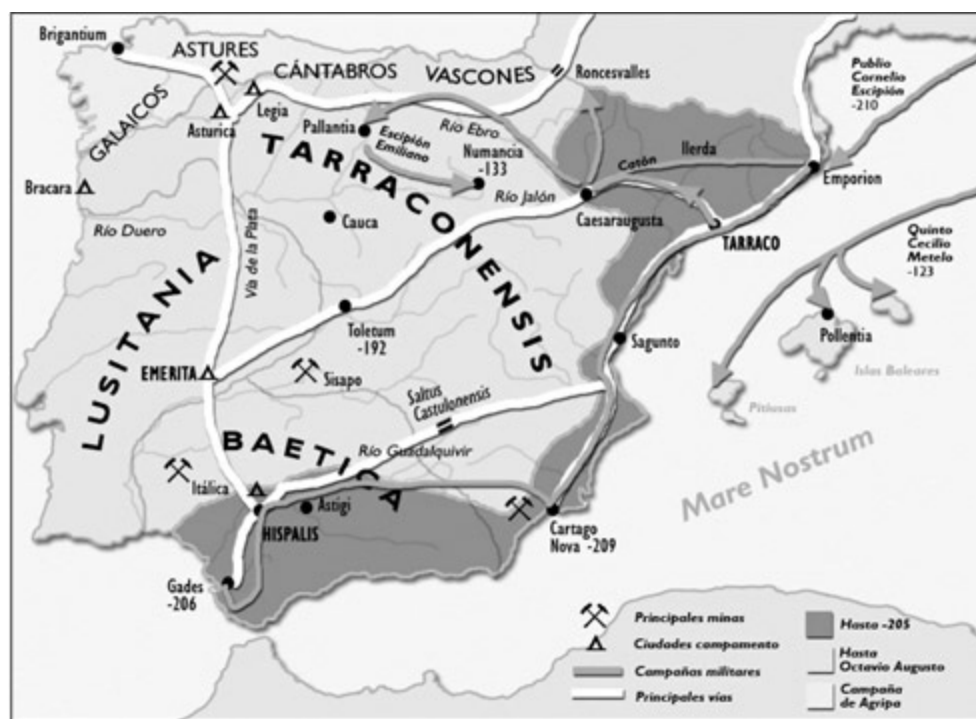 Brigantium
ASTURES
CÁNTABROS
VASCONES
Roncesvalles
Publio
Cornelio
Escipión
-210
GALAICOS
Legia
Asturica
Pallantia
Escipión
Emiliano
Río Ebro
Numancia
-133
Catón
Ilerda
Emporion
Bracara
Río Duero
Vía de la Plata
Cauca
TARRACONENSIS
Río Jalón
Caesaraugusta
TARRACO
Quinto
Cecilio
Metelo
-123
LUSITANIA
Toletum
-192
Sagunto
Pollentia
Islas Baleares
EMERITA
Sisapo
Saltus
Castulonensis
Pitiusas
BAETICA
Río Guadalquivir
Mare Nostrum
Itálica
Astigi
HISPALIS
Cartago
Nova -209
Gades
-206
Principales minas
Ciudades campamento
Campañas militares
Principales vías
Hasta -205
Hasta
Octavio Augusto
Campaña
de Agripa